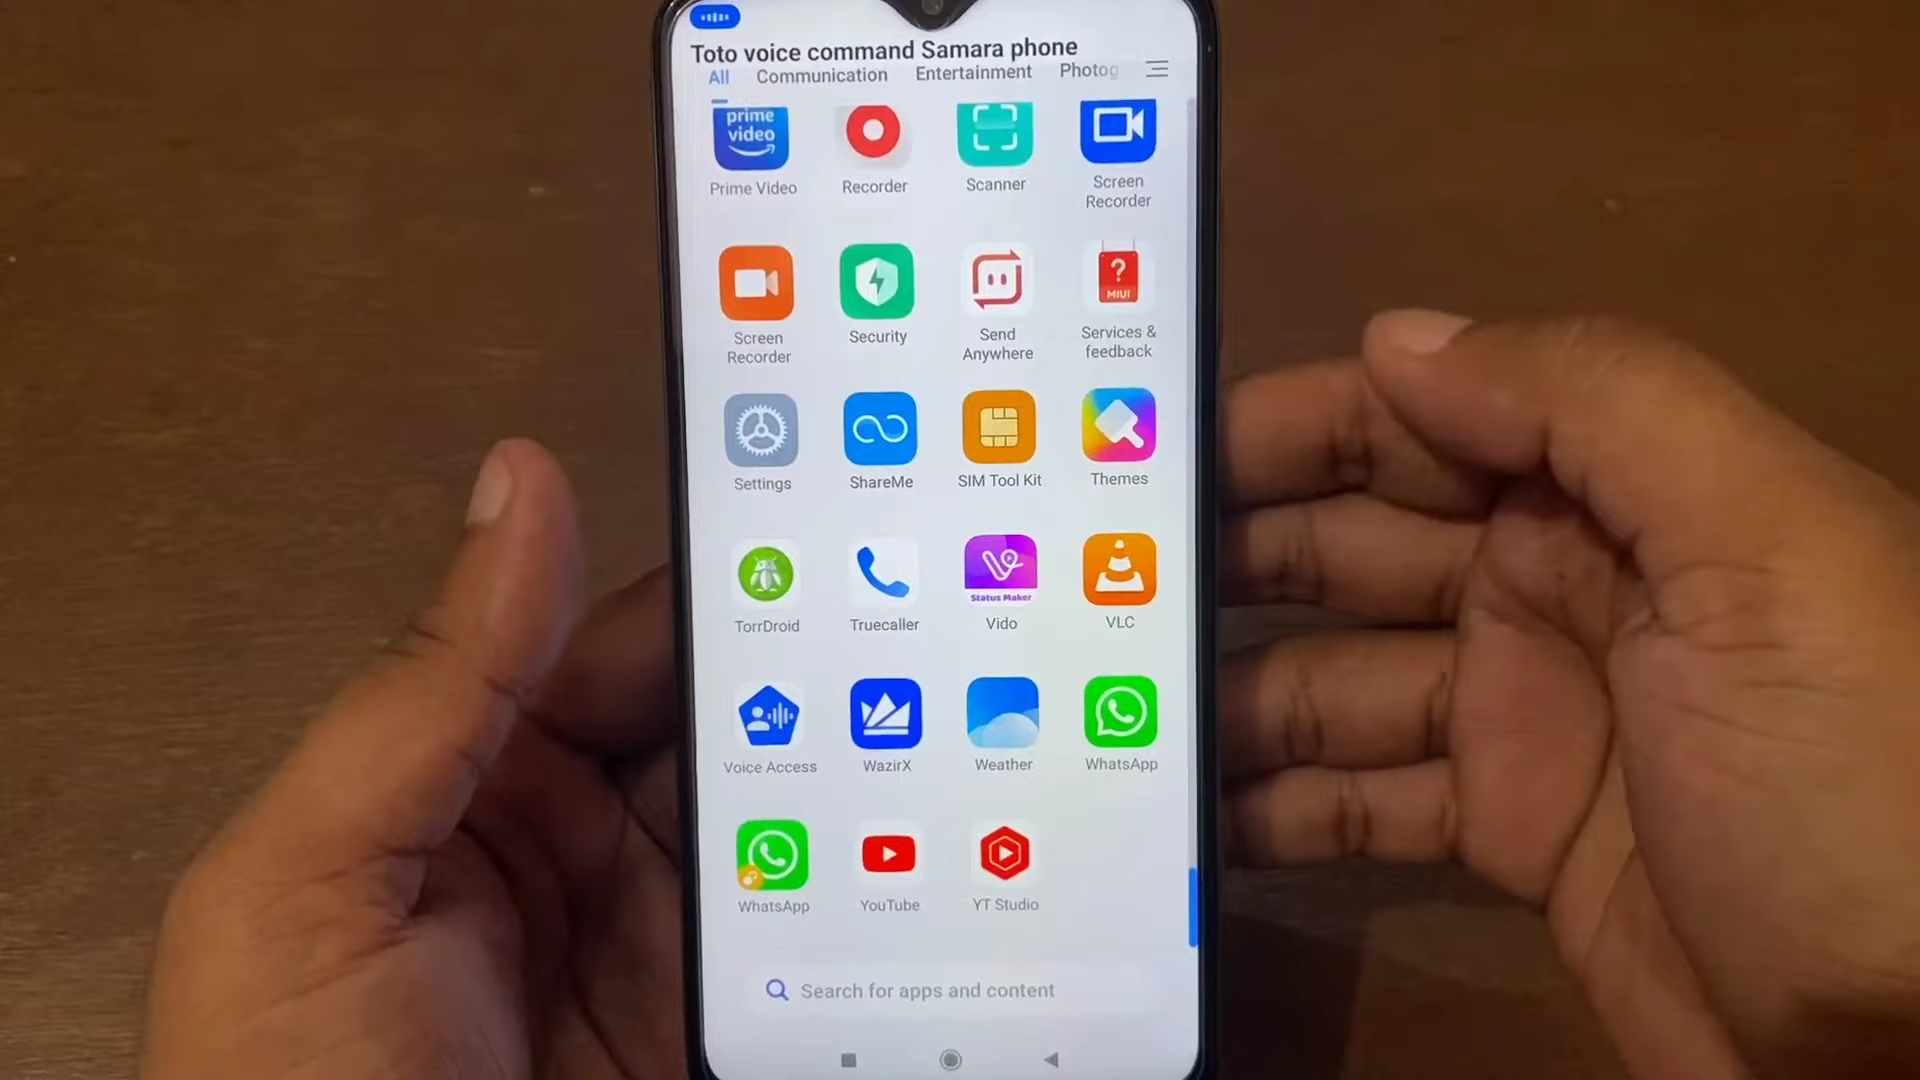 Toto voice command Samara phone
All Communication Entertainment Photog
prime
video
Prime Video Recorder Scanner Screen
Recorder
MIUI
Screen
Recorder Security Send
Anywhere Services &
feedback
Settings ShareMe SIM Tool Kit Themes
Status Maker
TorrDroid Truecaller Vido VLC
Voice Access WazirX Weather WhatsApp
WhatsApp YouTube YT Studio
Search for apps and content